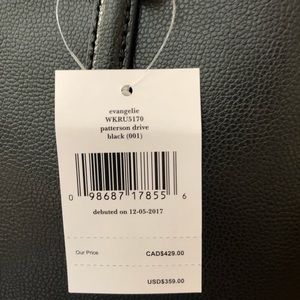 evangelie
WKRU5170
patterson drive
black (001)
0 98687 17855 6
debuted on 12-05-2017
Our Price CAD$429.00
USD$359.00